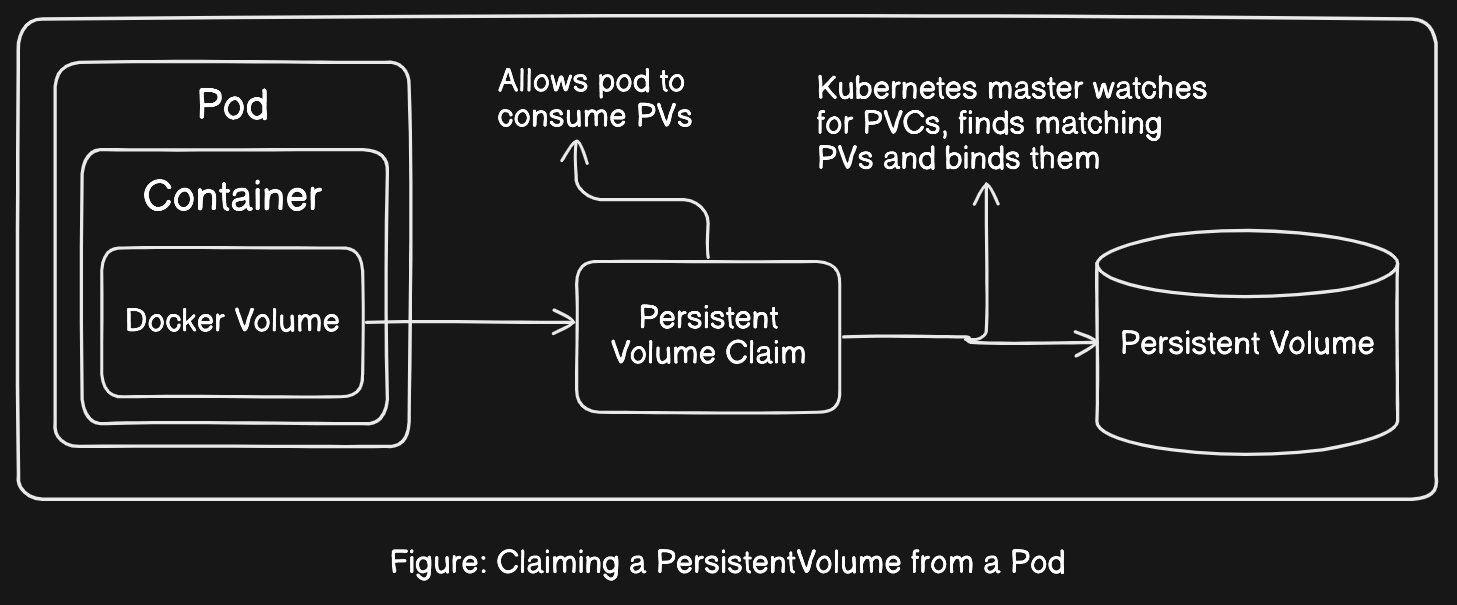 Pod
Container
Docker Volume
Allows pod to
consume PVs
Persistent
Volume Claim
Kubernetes master watches
for PVCs, finds matching
PVs and binds them
Persistent Volume
Figure: Claiming a PersistentVolume from a Pod